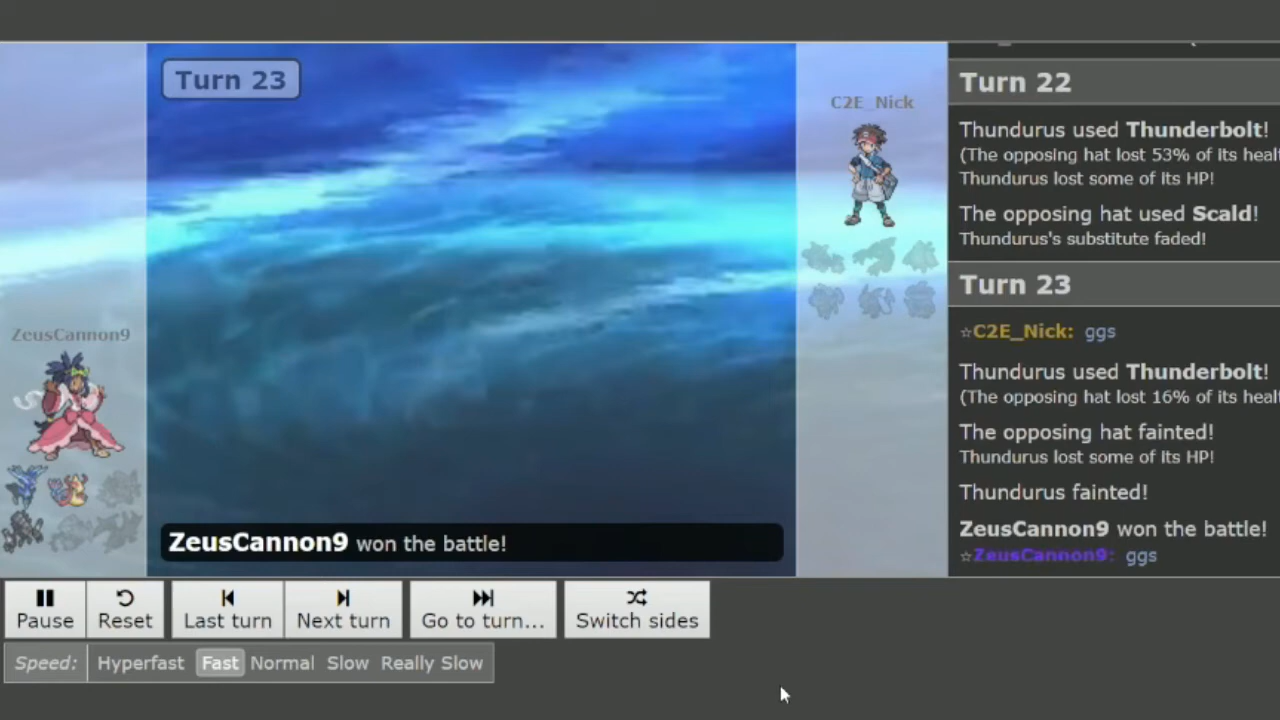 Turn 23
C2E_Nick
ZeusCannon9
ZeusCannon9 won the battle!
Turn 22
Thundurus used Thunderbolt!
(The opposing hat lost 53% of its heal
Thundurus lost some of its HP!
The opposing hat used Scald!
Thundurus's substitute faded!
Turn 23
☆C2E_Nick: ggs
Thundurus used Thunderbolt!
(The opposing hat lost 16% of its healt
The opposing hat fainted!
Thundurus lost some of its HP!
Thundurus fainted!
ZeusCannon9 won the battle!
☆ZeusCannon9: ggs
Pause Reset Last turn Next turn Go to turn... Switch sides
Speed: Hyperfast Fast Normal Slow Really Slow